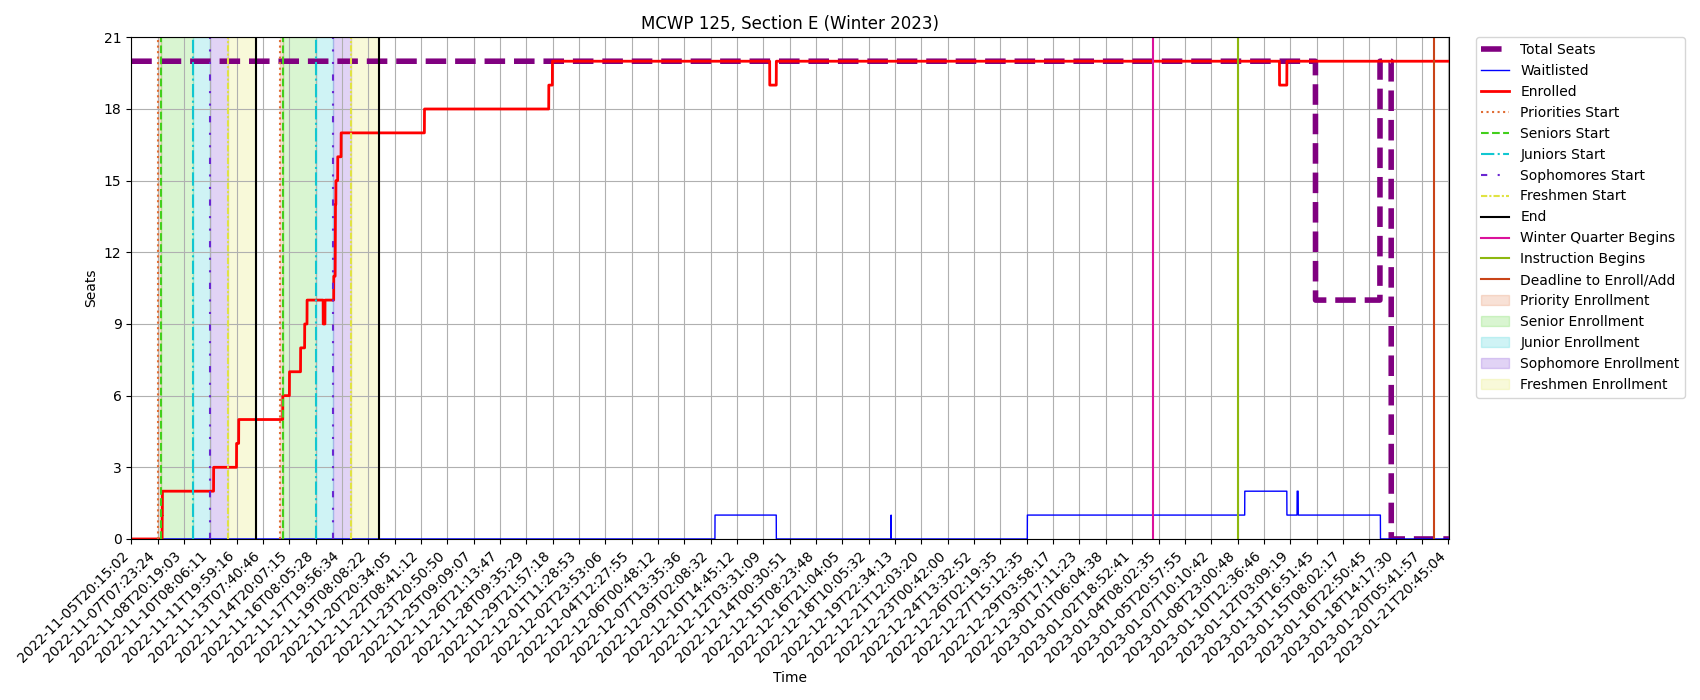 MCWP 125, Section E (Winter 2023)
21
18
15
12
9
6
3
0
Seats
2022-11-05T20:15:02
2022-11-07T07:23:24
2022-11-08T20:19:03
2022-11-10T08:06:11
2022-11-11T19:59:16
2022-11-13T07:40:46
2022-11-14T20:07:15
2022-11-16T08:05:28
2022-11-17T19:56:34
2022-11-19T08:08:22
2022-11-20T20:34:05
2022-11-22T08:41:12
2022-11-23T20:50:50
2022-11-25T09:09:07
2022-11-26T21:13:47
2022-11-28T09:35:29
2022-11-29T21:57:18
2022-12-01T11:28:53
2022-12-02T23:53:06
2022-12-04T12:27:55
2022-12-06T00:48:12
2022-12-07T13:35:36
2022-12-09T02:08:32
2022-12-10T14:45:12
2022-12-12T03:31:09
2022-12-14T00:30:51
2022-12-15T08:23:48
2022-12-16T21:04:05
2022-12-18T10:05:32
2022-12-19T22:34:13
2022-12-21T12:03:20
2022-12-23T00:42:00
2022-12-24T13:32:52
2022-12-26T02:19:35
2022-12-27T15:12:35
2022-12-29T03:58:17
2022-12-30T17:11:23
2023-01-01T06:04:38
2023-01-02T18:52:41
2023-01-04T08:02:35
2023-01-05T20:57:55
2023-01-07T10:10:42
2023-01-08T23:00:48
2023-01-10T12:36:46
2023-01-12T03:09:19
2023-01-13T16:51:45
2023-01-15T08:02:17
2023-01-16T22:50:45
2023-01-18T14:17:30
2023-01-20T05:41:57
2023-01-21T20:45:04
Time
Total Seats
Waitlisted
Enrolled
Priorities Start
Seniors Start
Juniors Start
Sophomores Start
Freshmen Start
End
Winter Quarter Begins
Instruction Begins
Deadline to Enroll/Add
Priority Enrollment
Senior Enrollment
Junior Enrollment
Sophomore Enrollment
Freshmen Enrollment